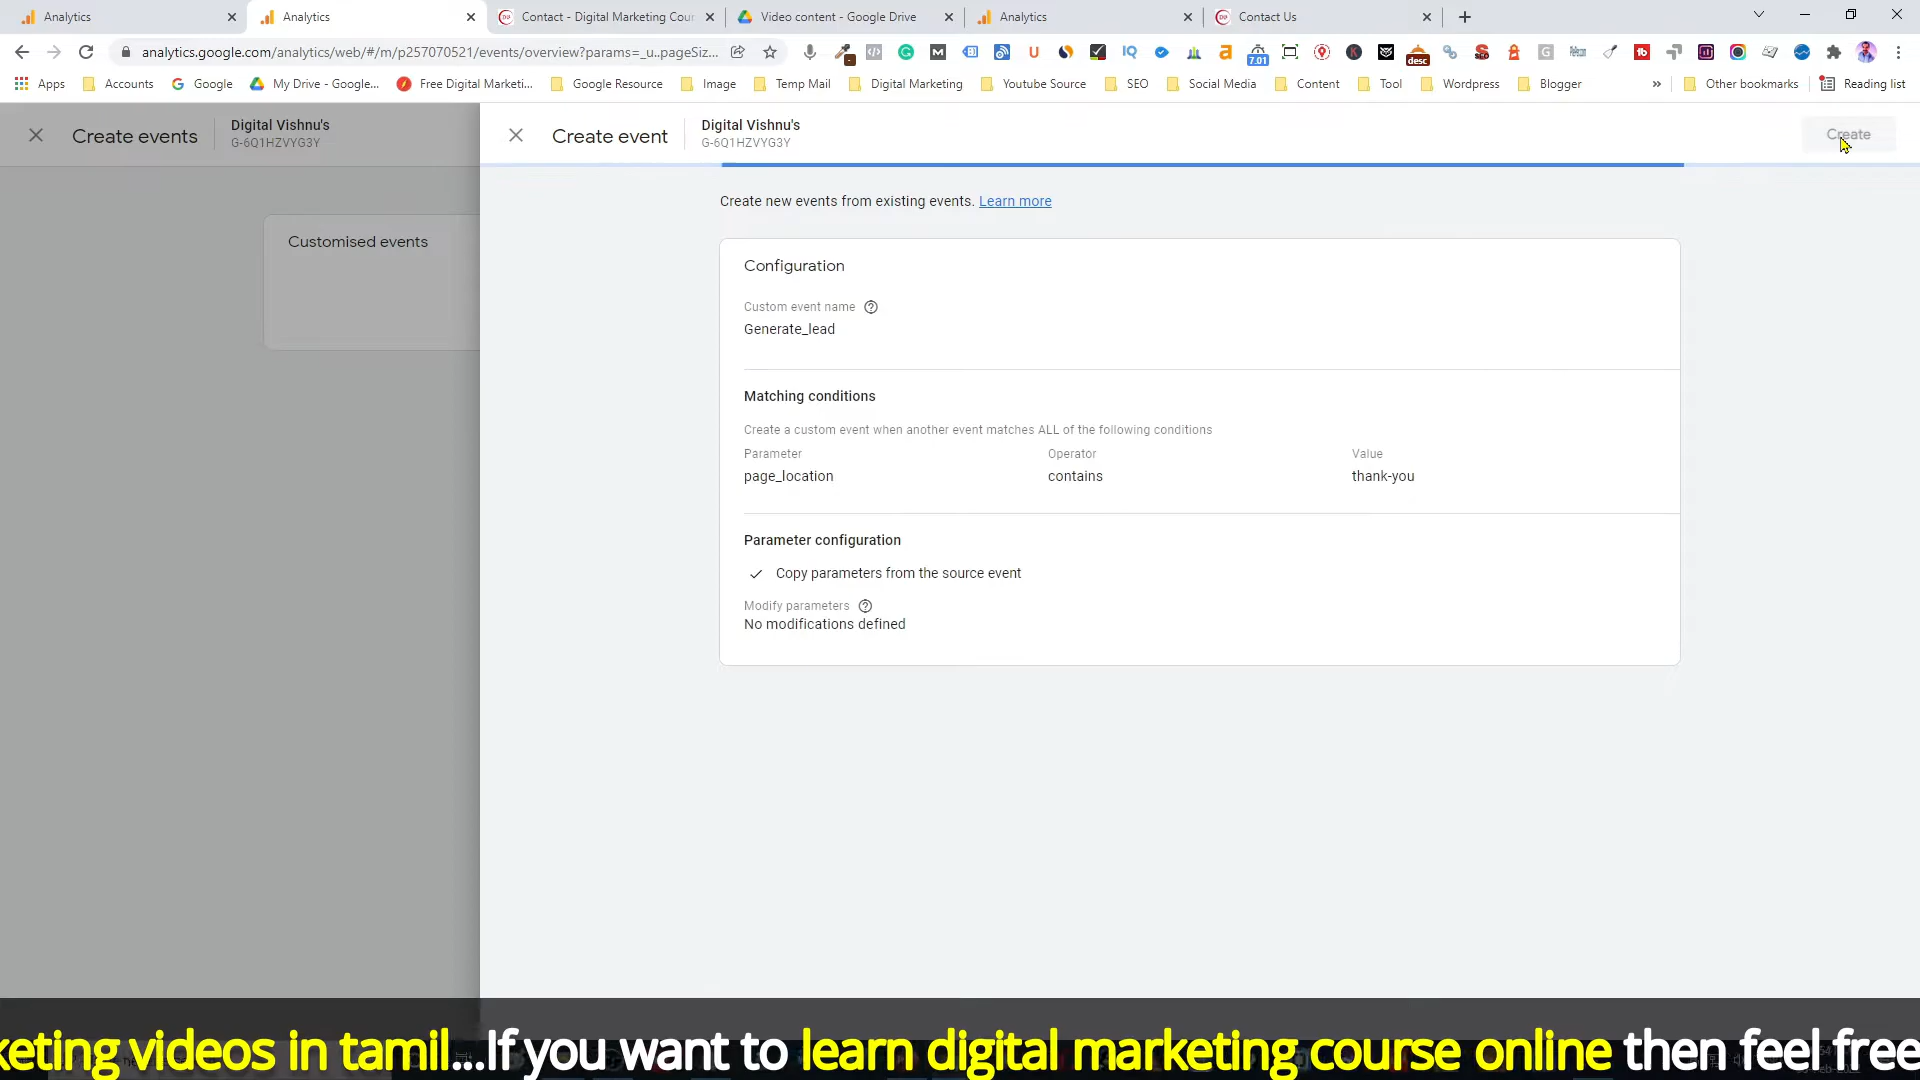 Analytics
Analytics
Contact - Digital Marketing Cour
Video content - Google Drive
Analytics
Contact Us
analytics.google.com/analytics/web/#/m/p257070521/events/overview?params=_u..pageSiz...
7.01
desc
Apps
Accounts
Google
My Drive - Google...
Free Digital Marketi...
Google Resource
Image
Temp Mail
Digital Marketing
Youtube Source
SEO
Social Media
Content
Tool
Wordpress
Blogger
»
Other bookmarks
Reading list
Create events
Digital Vishnu's
G-6Q1HZVYG3Y
Create event
Digital Vishnu's
G-6Q1HZVYG3Y
Create
Customised events
Create new events from existing events. Learn more
Configuration
Custom event name
Generate_lead
Matching conditions
Create a custom event when another event matches ALL of the following conditions
Parameter
Operator
Value
page_location
contains
thank-you
Parameter configuration
Copy parameters from the source event
Modify parameters
No modifications defined
keting videos in tamil...If you want to learn digital marketing course online then feel free